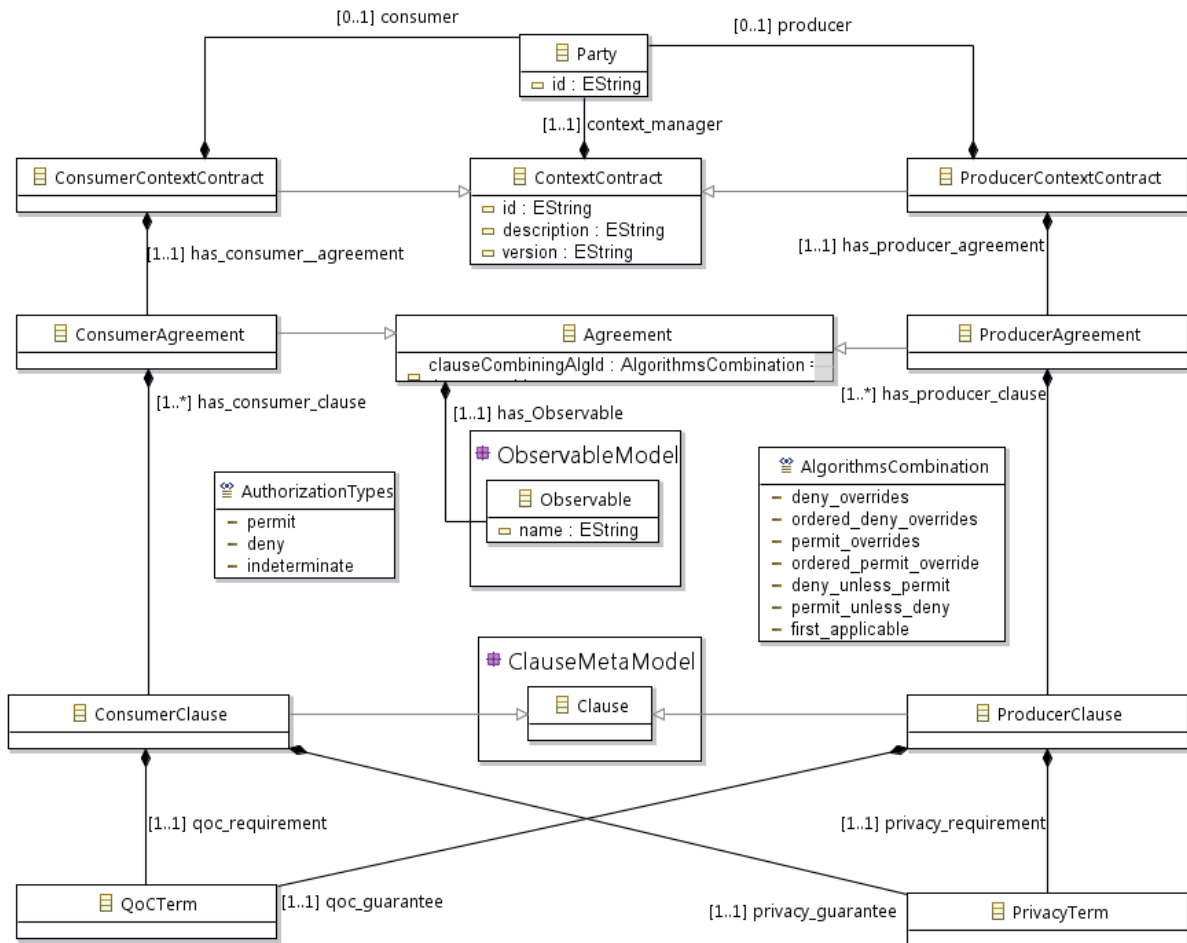 [0..1] consumer
[0..1] producer
Party
id : EString
[1..1] context_manager
ConsumerContextContract
ContextContract
ProducerContextContract
id : EString
description : EString
version : EString
[1..1] has_consumer__agreement
[1..1] has_producer_agreement
ConsumerAgreement
Agreement
ProducerAgreement
clauseCombiningAlgId : AlgorithmsCombination =
[1..*] has_consumer_clause
[1..1] has_Observable
[1..*] has_producer_clause
ObservableModel
Observable
name : EString
AuthorizationTypes
permit
deny
indeterminate
AlgorithmsCombination
deny_overrides
ordered_deny_overrides
permit_overrides
ordered_permit_override
deny_unless_permit
permit_unless_deny
first_applicable
ClauseMetaModel
Clause
ConsumerClause
ProducerClause
[1..1] qoc_requirement
[1..1] privacy_requirement
QoCTerm
[1..1] qoc_guarantee
[1..1] privacy_guarantee
PrivacyTerm